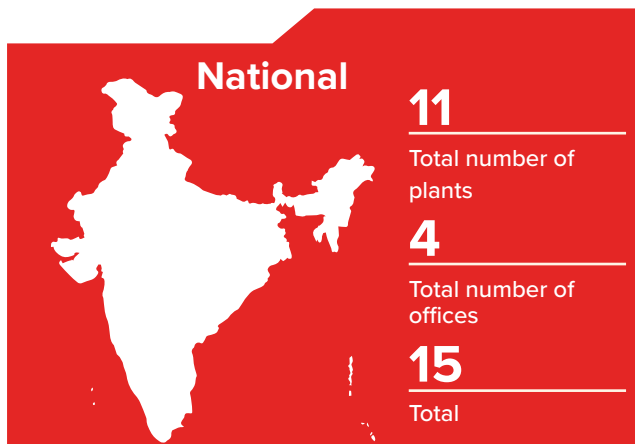 National
11
Total number of
plants
4
Total number of
offices
15
Total